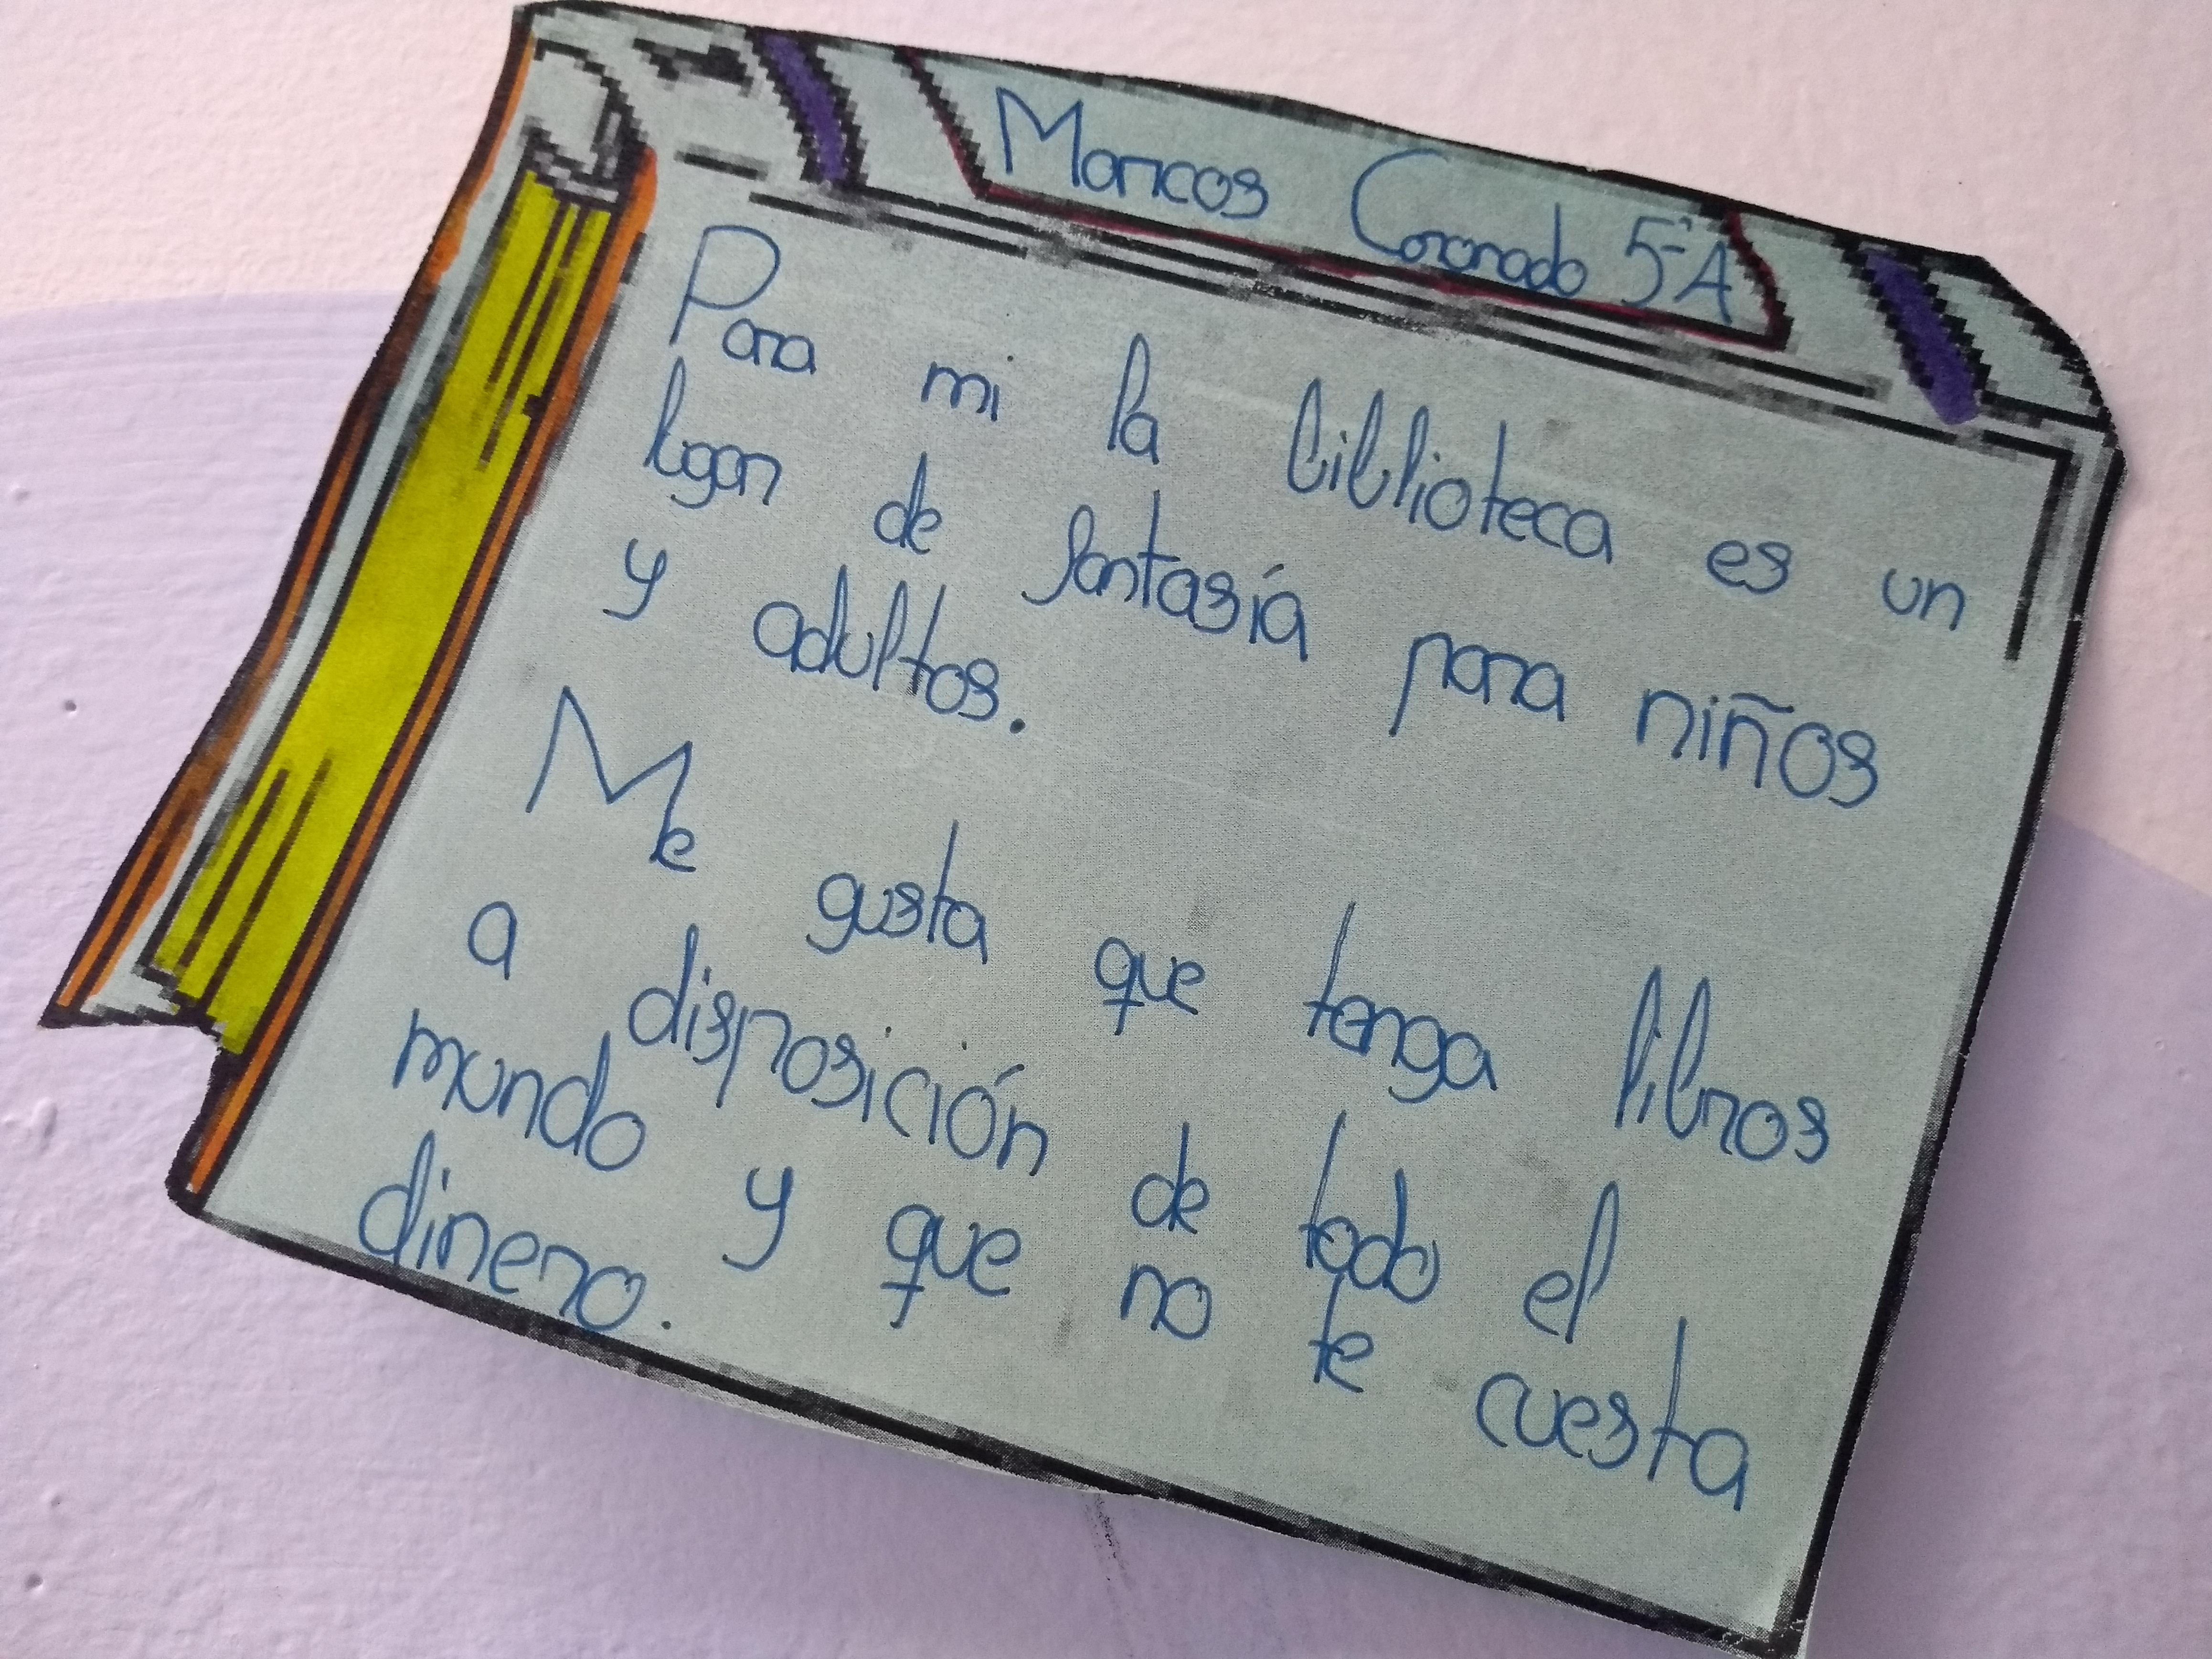 Marcos Coronado 5ºA
Para mi la biblioteca es un
lugar de fantasía para niños
y adultos.
Me gusta que tenga libros
a disposición de todo el
mundo y que no te cuesta
dinero.